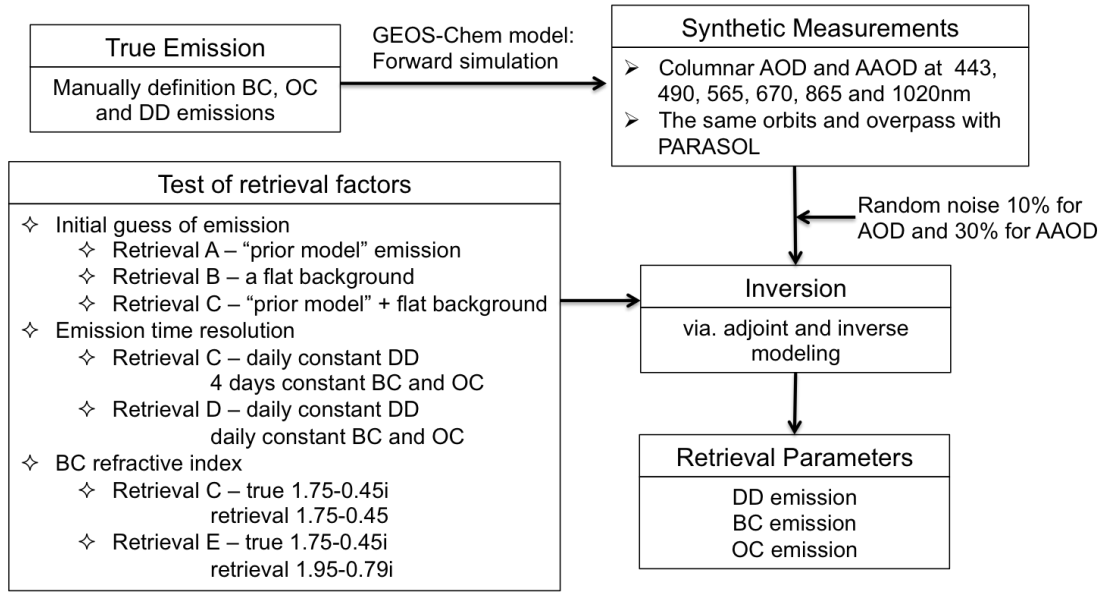 True Emission
Manually definition BC, OC
and DD emissions
GEOS-Chem model:
Forward simulation
Synthetic Measurements
➢ Columnar AOD and AAOD at 443,
490, 565, 670, 865 and 1020nm
➢ The same orbits and overpass with
PARASOL
Random noise 10% for
AOD and 30% for AAOD
Test of retrieval factors
✧ Initial guess of emission
✧ Retrieval A – “prior model” emission
✧ Retrieval B – a flat background
✧ Retrieval C – “prior model” + flat background
✧ Emission time resolution
✧ Retrieval C – daily constant DD
4 days constant BC and OC
✧ Retrieval D – daily constant DD
daily constant BC and OC
✧ BC refractive index
✧ Retrieval C – true 1.75-0.45i
retrieval 1.75-0.45
✧ Retrieval E – true 1.75-0.45i
retrieval 1.95-0.79i
Inversion
via. adjoint and inverse
modeling
Retrieval Parameters
DD emission
BC emission
OC emission